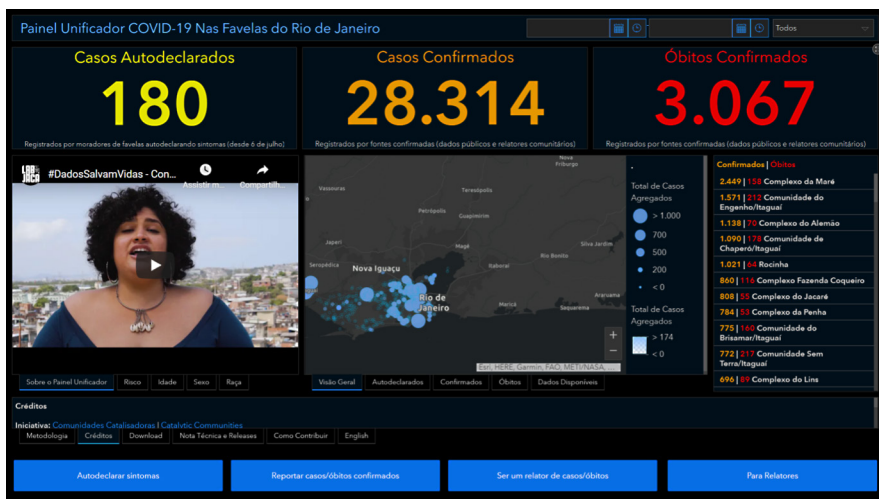 Painel Unificador COVID-19 Nas Favelas do Rio de Janeiro
Todos
Casos Autodeclarados
180
Registrados por moradores de favelas autodeclarando sintomas (desde 6 de julho)
Casos Confirmados
28.314
Registrados por fontes confirmadas (dados públicos e relatores comunitários)
Óbitos Confirmados
3.067
Registrados por fontes confirmadas (dados públicos e relatores comunitários)
LAB JACA
#DadosSalvamVidas - Con...
Assistir m...
Compartilh...
Sobre o Painel Unificador
Risco
Idade
Sexo
Raça
Nova Friburgo
Vassouras
Teresópolis
Petrópolis
Guapimirim
Japeri
Magé
Silva Jardim
Rio Bonito
Seropédica
Nova Iguaçu
Itaboraí
Rio de Janeiro
Maricá
Saquarema
Araruama
+
−
Esri, HERE, Garmin, FAO, METI/NASA, ...
Total de Casos Agregados
> 1.000
700
500
200
< 0
Total de Casos Agregados
> 174
< 0
Visão Geral
Autodeclarados
Confirmados
Óbitos
Dados Disponíveis
Confirmados | Óbitos
2.449 | 158 Complexo da Maré
1.571 | 212 Comunidade do
Engenho/Itaguaí
1.138 | 70 Complexo do Alemão
1.090 | 178 Comunidade de
Chaperó/Itaguaí
1.021 | 64 Rocinha
860 | 116 Complexo Fazenda Coqueiro
808 | 55 Complexo do Jacaré
784 | 53 Complexo da Penha
775 | 160 Comunidade do
Brisamar/Itaguaí
772 | 217 Comunidade Sem
Terra/Itaguaí
696 | 89 Complexo do Lins
Créditos
Iniciativa: Comunidades Catalisadoras | Catalytic Communities
Metodologia
Créditos
Download
Nota Técnica e Releases
Como Contribuir
English
Autodeclarar sintomas
Reportar casos/óbitos confirmados
Ser um relator de casos/óbitos
Para Relatores